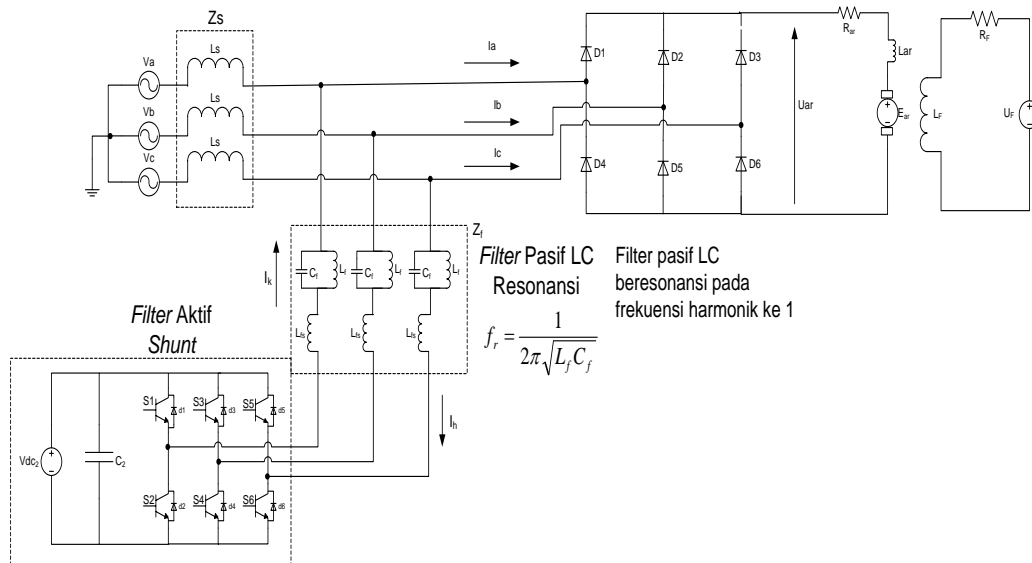 Zs
Ls
Va
Ls
Vb
Ls
Vc
Ia
Ib
Ic
D1
D2
D3
D4
D5
D6
Uar
Rar
Lar
Ear
LF
RF
UF
Zf
Ik
Cf
Lf
Cf
Lf
Cf
Lf
Lfs
Lfs
Lfs
Filter Pasif LC
Resonansi
Filter pasif LC
beresonansi pada
frekuensi harmonik ke 1
f_r = 1 / (2π√(L_f C_f))
Ih
Filter Aktif
Shunt
Vdc2
C2
S1
d1
S3
d3
S5
d5
S2
d2
S4
d4
S6
d6